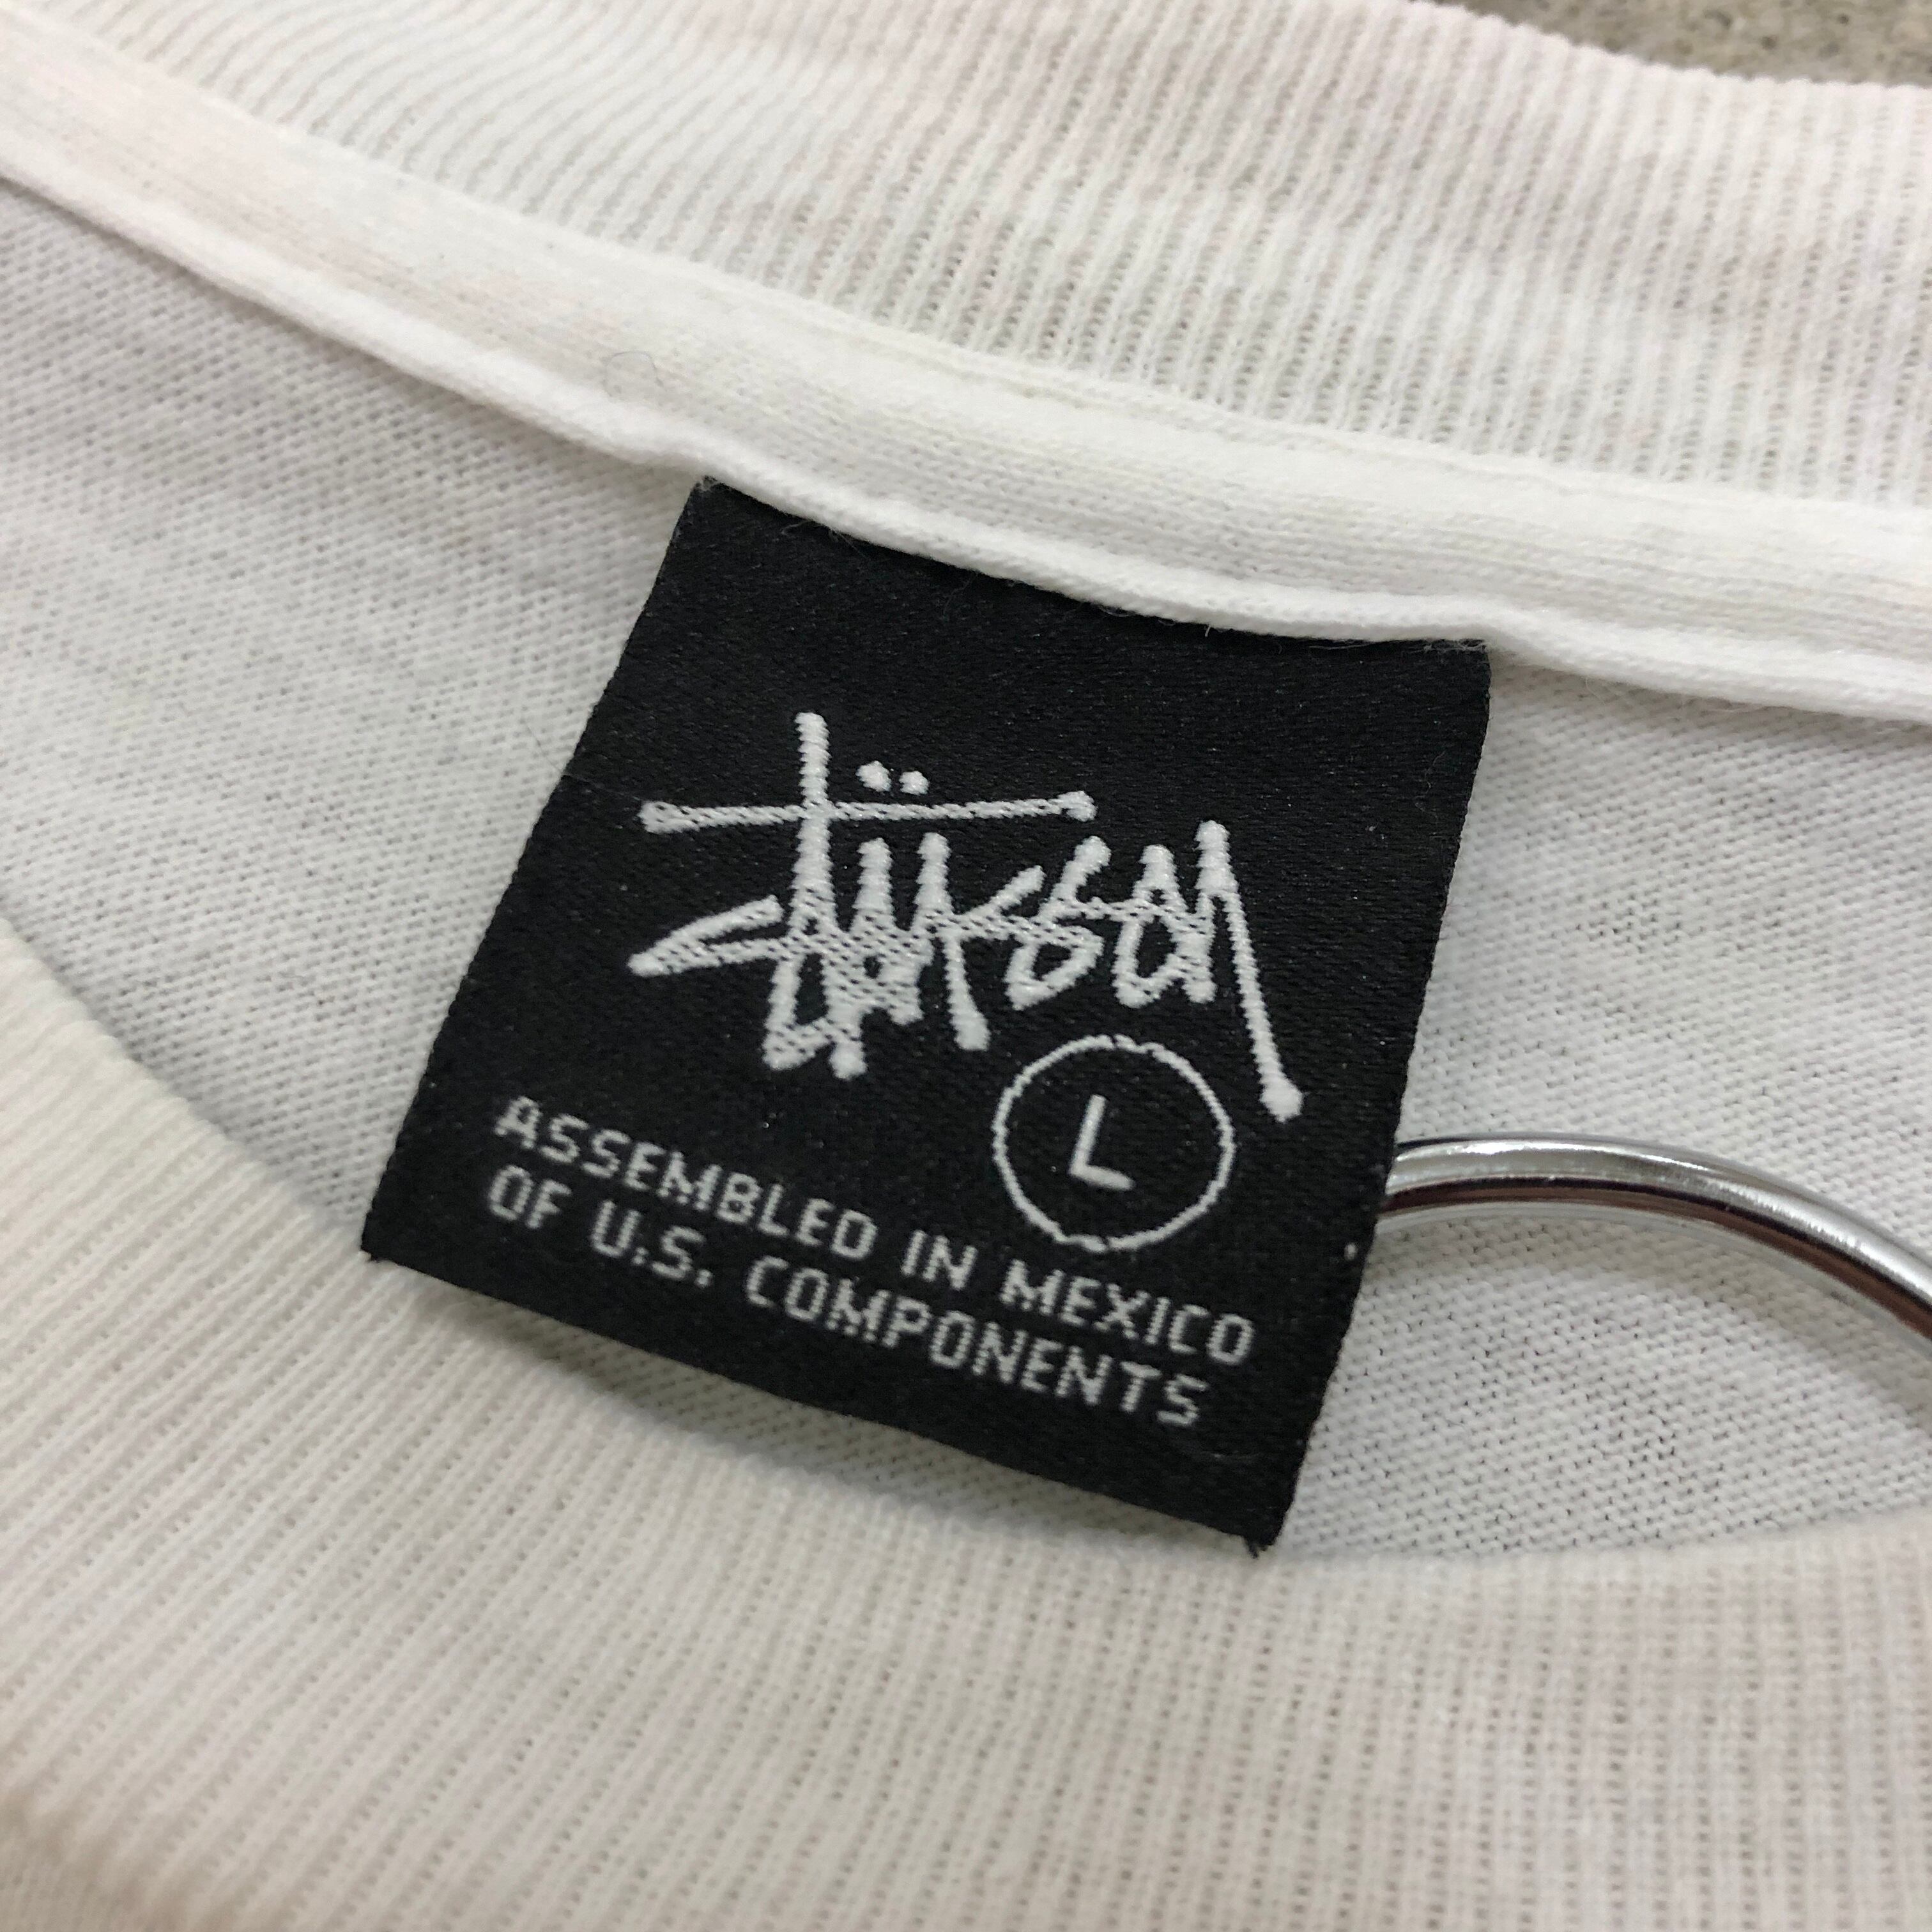 Stüssy
L
ASSEMBLED IN MEXICO
OF U.S. COMPONENTS